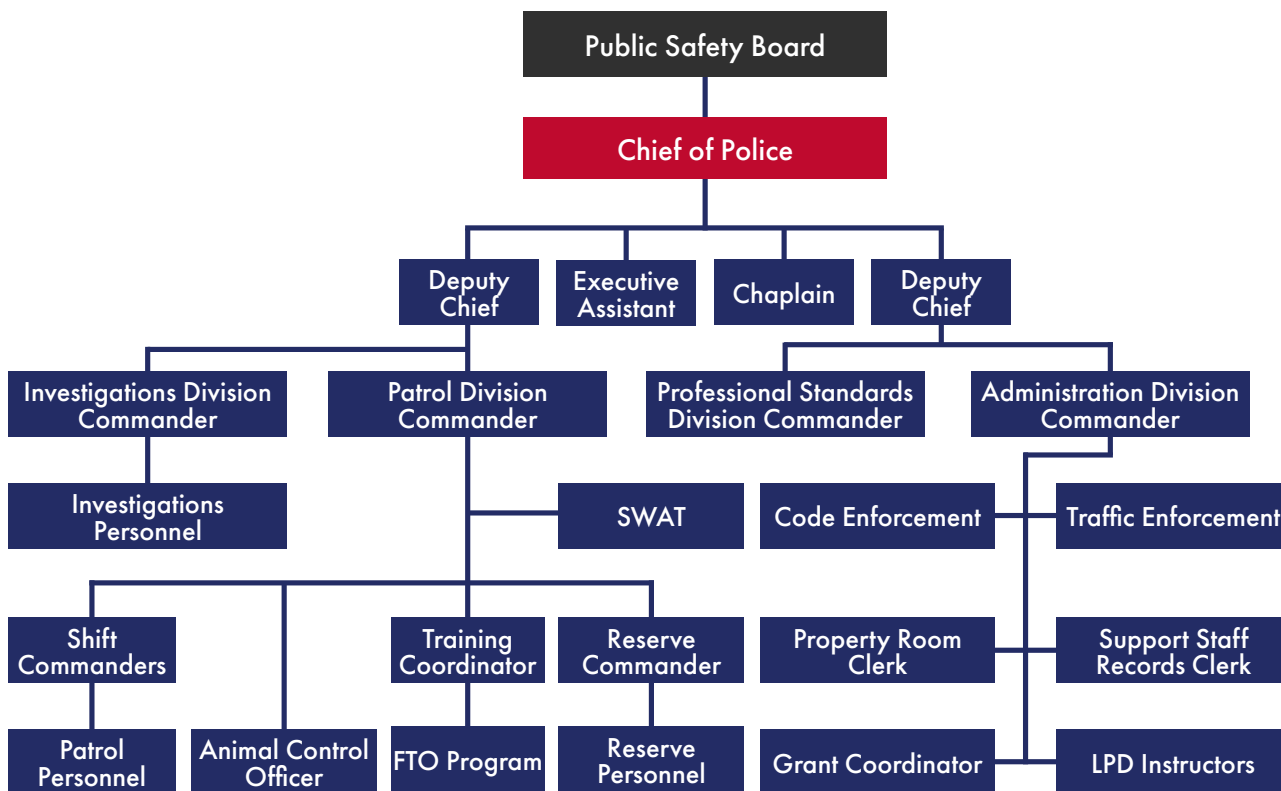 Public Safety Board
Chief of Police
Deputy
Chief
Executive
Assistant
Chaplain
Deputy
Chief
Investigations Division
Commander
Patrol Division
Commander
Professional Standards
Division Commander
Administration Division
Commander
Investigations
Personnel
SWAT
Code Enforcement
Traffic Enforcement
Shift
Commanders
Training
Coordinator
Reserve
Commander
Property Room
Clerk
Support Staff
Records Clerk
Patrol
Personnel
Animal Control
Officer
FTO Program
Reserve
Personnel
Grant Coordinator
LPD Instructors